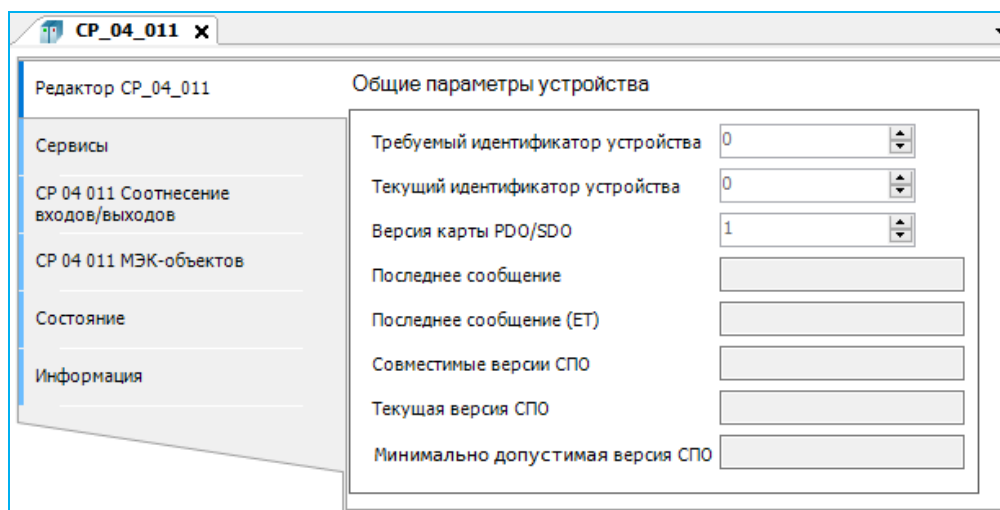 CP_04_011 x
Редактор CP_04_011
Сервисы
CP 04 011 Соотнесение
входов/выходов
CP 04 011 МЭК-объектов
Состояние
Информация
Общие параметры устройства
Требуемый идентификатор устройства 0
Текущий идентификатор устройства 0
Версия карты PDO/SDO 1
Последнее сообщение
Последнее сообщение (ET)
Совместимые версии СПО
Текущая версия СПО
Минимально допустимая версия СПО